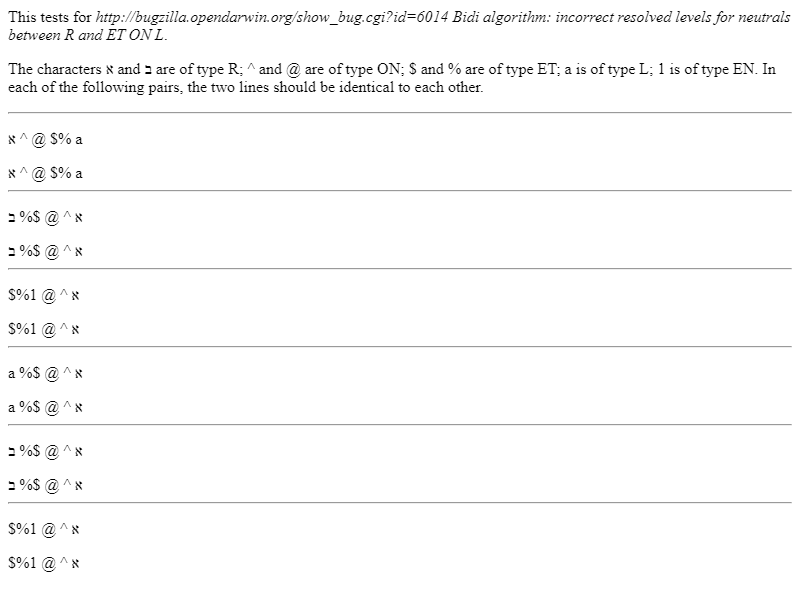 This tests for http://bugzilla.opendarwin.org/show_bug.cgi?id=6014 Bidi algorithm: incorrect resolved levels for neutrals
between R and ET ON L.
The characters א and ב are of type R; ^ and @ are of type ON; $ and % are of type ET; a is of type L; 1 is of type EN. In
each of the following pairs, the two lines should be identical to each other.
א ^ @ $% a
א ^ @ $% a
א ^ @ $% ב
א ^ @ $% ב
א ^ @ $%1
א ^ @ $%1
א ^ @ $% a
א ^ @ $% a
א ^ @ $% ב
א ^ @ $% ב
א ^ @ $%1
א ^ @ $%1